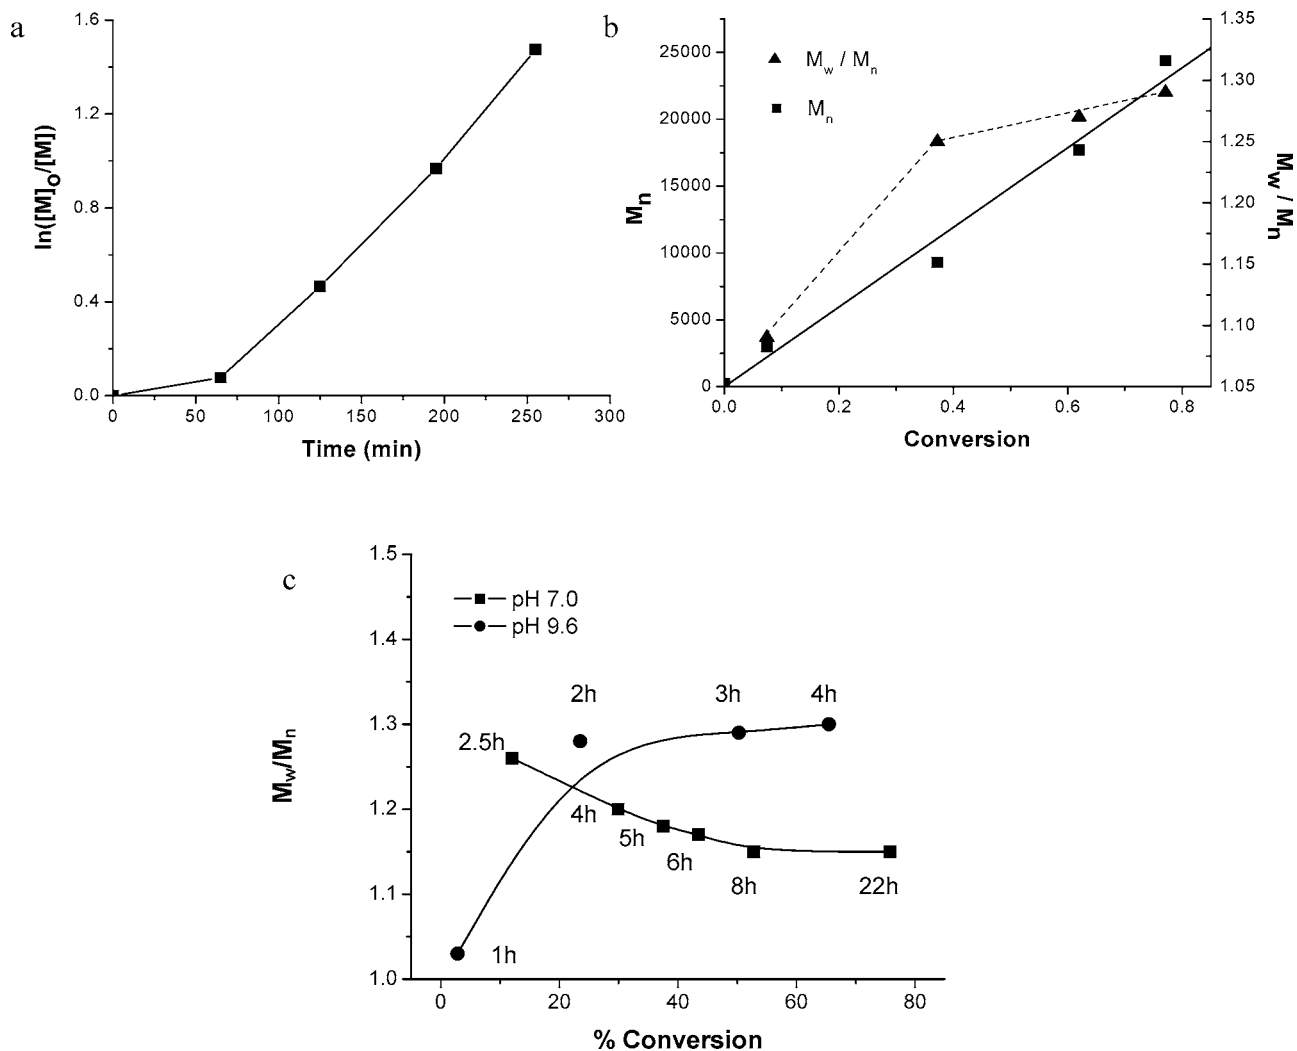 a
1.6
1.2
0.8
0.4
0.0
ln([M]o/[M])
0
50
100
150
200
250
300
Time (min)
b
25000
20000
15000
10000
5000
0
Mn
Mw / Mn
Mn
1.35
1.30
1.25
1.20
1.15
1.10
1.05
Mw / Mn
0.0
0.2
0.4
0.6
0.8
Conversion
c
1.5
1.4
1.3
1.2
1.1
1.0
Mw/Mn
pH 7.0
pH 9.6
2h
3h
4h
2.5h
4h
5h
6h
8h
22h
1h
0
20
40
60
80
% Conversion